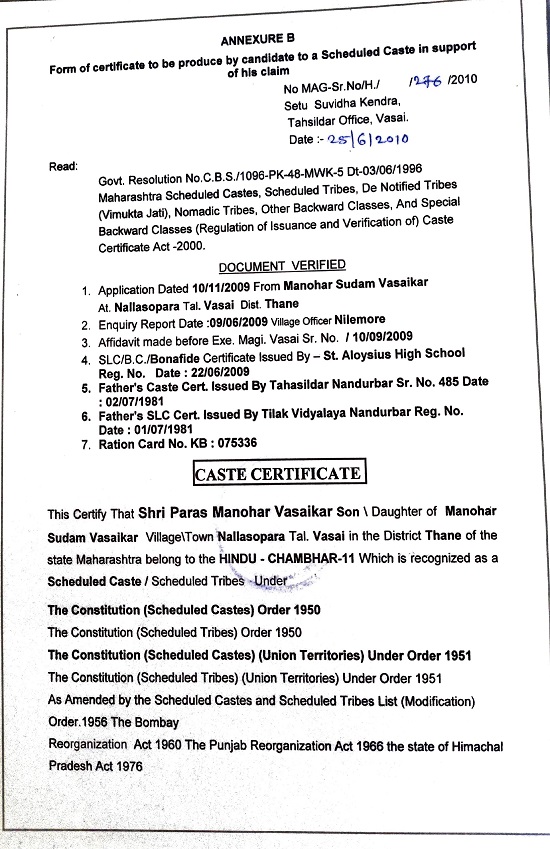 ANNEXURE B
Form of certificate to be produce by candidate to a Scheduled Caste in support
of his claim
No MAG-Sr.No/H./ /276 /2010
Setu Suvidha Kendra,
Tahsildar Office, Vasai.
Date :- 25/6/2010
Read:
Govt. Resolution No.C.B.S./1096-PK-48-MWK-5 Dt-03/06/1996
Maharashtra Scheduled Castes, Scheduled Tribes, De Notified Tribes
(Vimukta Jati), Nomadic Tribes, Other Backward Classes, And Special
Backward Classes (Regulation of Issuance and Verification of) Caste
Certificate Act -2000.
DOCUMENT VERIFIED
1. Application Dated 10/11/2009 From Manohar Sudam Vasaikar
At. Nallasopara Tal. Vasai Dist. Thane
2. Enquiry Report Date :09/06/2009 Village Officer Nilemore
3. Affidavit made before Exe. Magi. Vasai Sr. No. / 10/09/2009
4. SLC/B.C./Bonafide Certificate Issued By – St. Aloysius High School
Reg. No. Date : 22/06/2009
5. Father's Caste Cert. Issued By Tahasildar Nandurbar Sr. No. 485 Date
: 02/07/1981
6. Father's SLC Cert. Issued By Tilak Vidyalaya Nandurbar Reg. No.
Date : 01/07/1981
7. Ration Card No. KB : 075336
CASTE CERTIFICATE
This Certify That Shri Paras Manohar Vasaikar Son \ Daughter of Manohar
Sudam Vasaikar Village\Town Nallasopara Tal. Vasai in the District Thane of the
state Maharashtra belong to the HINDU - CHAMBHAR-11 Which is recognized as a
Scheduled Caste / Scheduled Tribes Under
The Constitution (Scheduled Castes) Order 1950
The Constitution (Scheduled Tribes) Order 1950
The Constitution (Scheduled Castes) (Union Territories) Under Order 1951
The Constitution (Scheduled Tribes) (Union Territories) Under Order 1951
As Amended by the Scheduled Castes and Scheduled Tribes List (Modification)
Order.1956 The Bombay
Reorganization Act 1960 The Punjab Reorganization Act 1966 the state of Himachal
Pradesh Act 1976